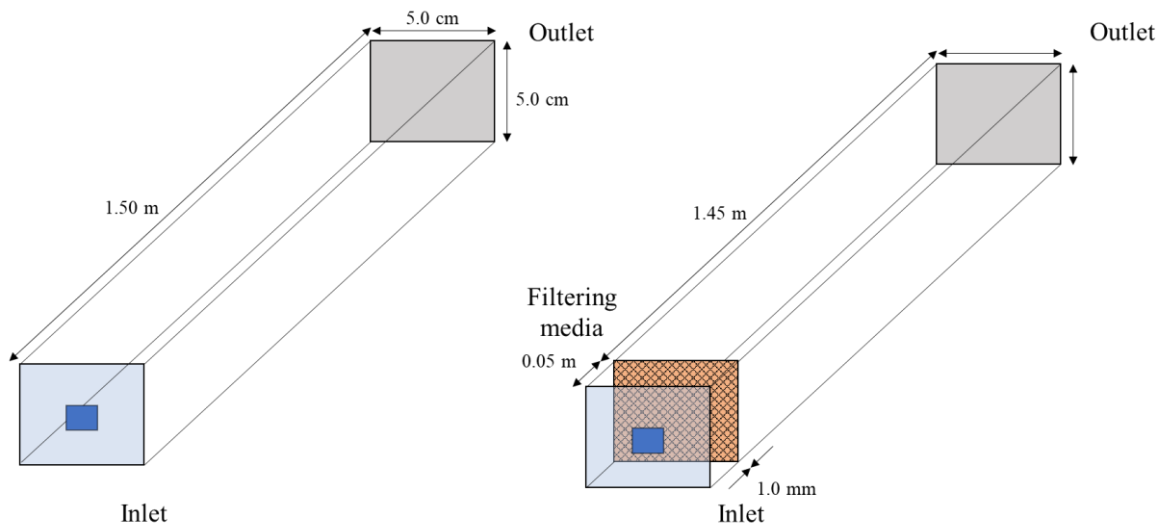 5.0 cm
Outlet
5.0 cm
1.50 m
Inlet
Outlet
1.45 m
Filtering
media
0.05 m
1.0 mm
Inlet